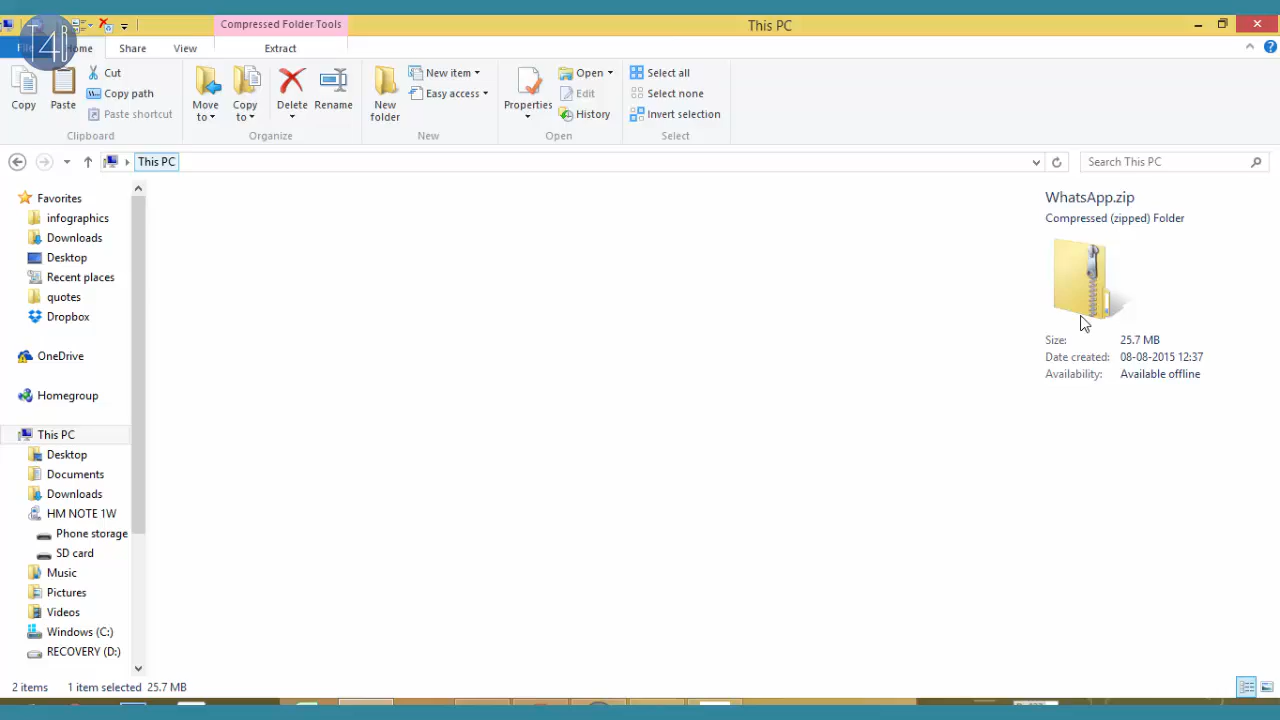 Compressed Folder Tools
This PC
T4B
File
Home
Share
View
Extract
Copy
Paste
Cut
Copy path
Paste shortcut
Clipboard
Move to
Copy to
Delete
Rename
Organize
New folder
New item
Easy access
New
Properties
Open
Edit
History
Open
Select all
Select none
Invert selection
Select
This PC
Search This PC
Favorites
infographics
Downloads
Desktop
Recent places
quotes
Dropbox
OneDrive
Homegroup
This PC
Desktop
Documents
Downloads
HM NOTE 1W
Phone storage
SD card
Music
Pictures
Videos
Windows (C:)
RECOVERY (D:)
WhatsApp.zip
Compressed (zipped) Folder
Size: 25.7 MB
Date created: 08-08-2015 12:37
Availability: Available offline
2 items 1 item selected 25.7 MB